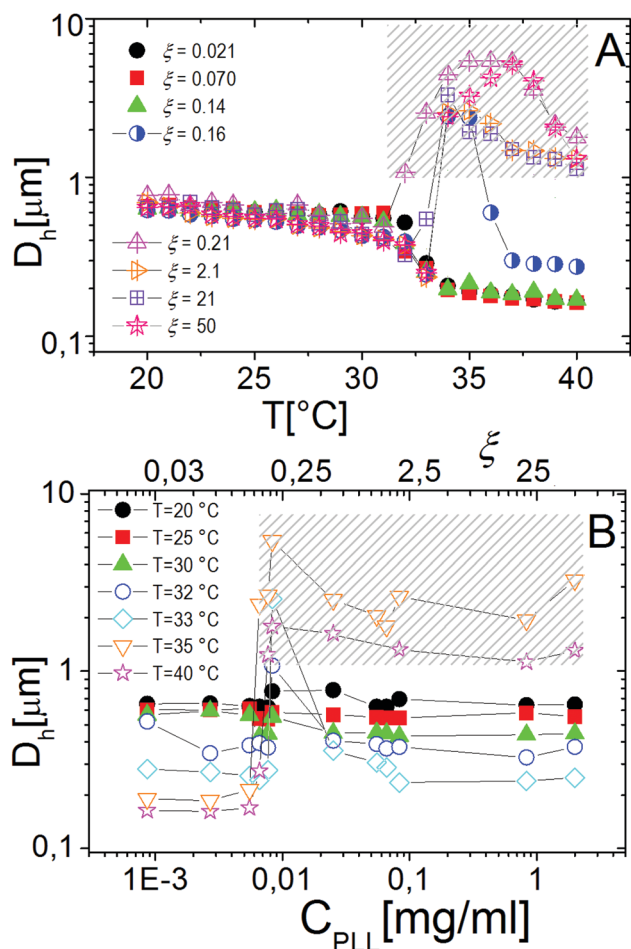 A
10
1
0,1
D_h[μm]
ξ = 0.021
ξ = 0.070
ξ = 0.14
ξ = 0.16
ξ = 0.21
ξ = 2.1
ξ = 21
ξ = 50
20 25 30 35 40
T[°C]
ξ
0,03 0,25 2,5 25
B
10
1
0,1
D_h[μm]
T=20 °C
T=25 °C
T=30 °C
T=32 °C
T=33 °C
T=35 °C
T=40 °C
1E-3 0,01 0,1 1
C_PLL [mg/ml]